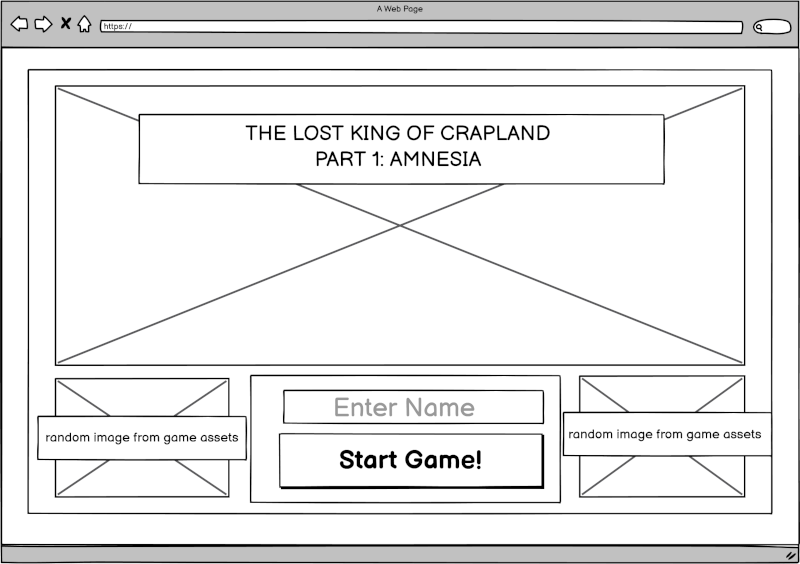 A Web Page
https://
THE LOST KING OF CRAPLAND
PART 1: AMNESIA
Enter Name
random image from game assets
random image from game assets
Start Game!